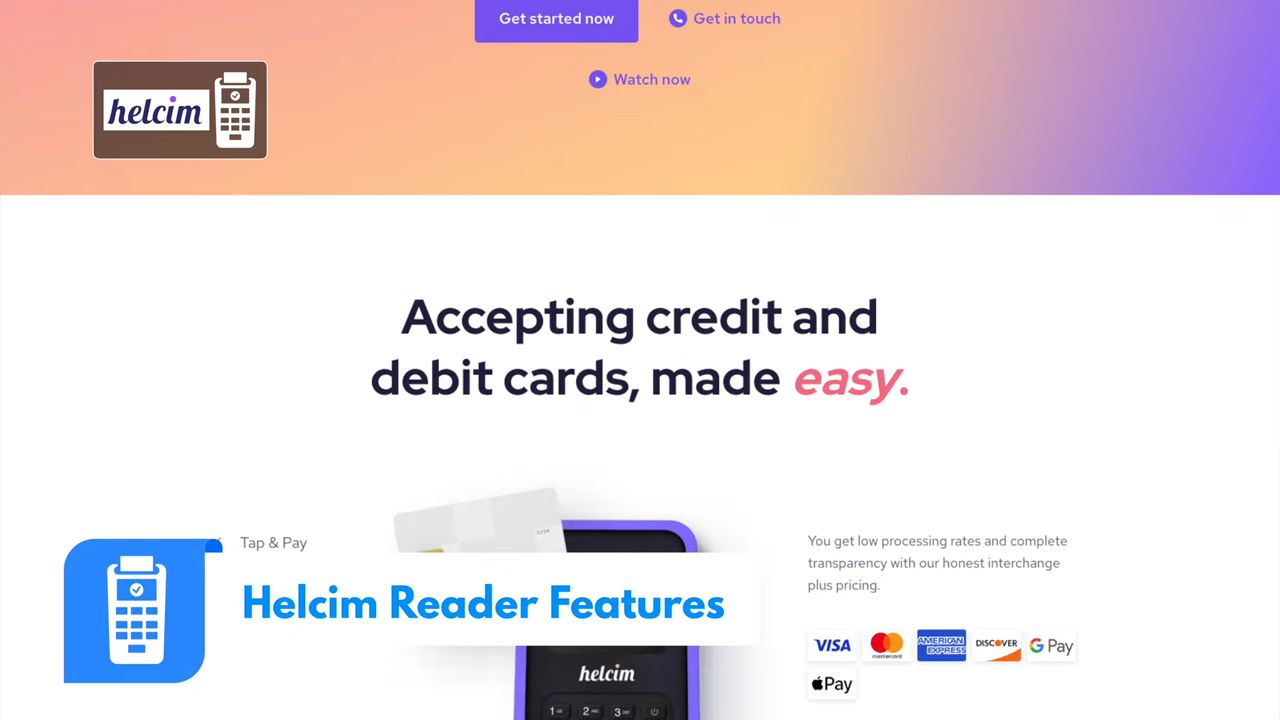 Get started now
Get in touch
Watch now
helcim
Accepting credit and
debit cards, made easy.
Tap & Pay
Helcim Reader Features
You get low processing rates and complete
transparency with our honest interchange
plus pricing.
VISA
mastercard
AMERICAN
EXPRESS
DISCOVER
G Pay
Pay
helcim
1
2
3